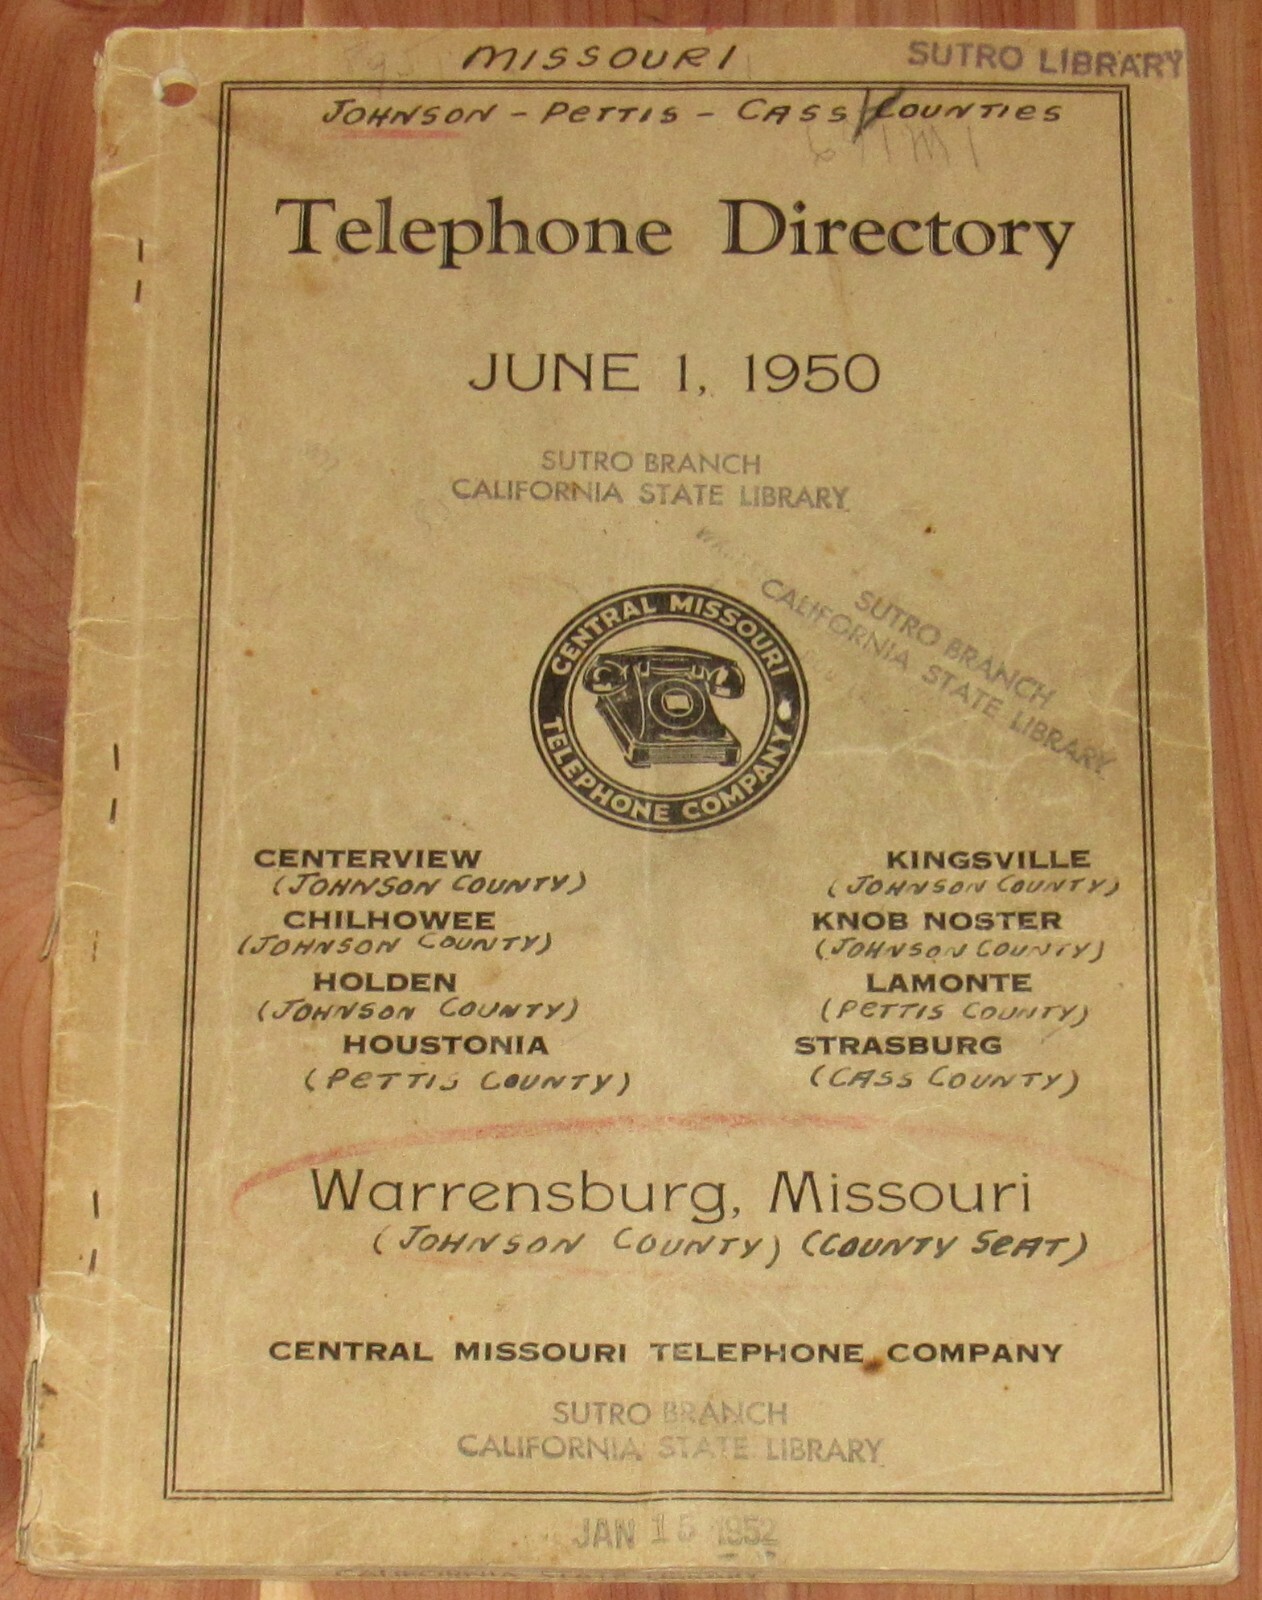 MISSOURI
SUTRO LIBRARY
JOHNSON - PETTIS - CASS COUNTIES
Telephone Directory
JUNE 1, 1950
SUTRO BRANCH
CALIFORNIA STATE LIBRARY
SUTRO BRANCH
CALIFORNIA STATE LIBRARY
CENTRAL MISSOURI
TELEPHONE COMPANY
CENTERVIEW
(JOHNSON COUNTY)
CHILHOWEE
(JOHNSON COUNTY)
HOLDEN
(JOHNSON COUNTY)
HOUSTONIA
(PETTIS COUNTY)
KINGSVILLE
(JOHNSON COUNTY)
KNOB NOSTER
(JOHNSON COUNTY)
LAMONTE
(PETTIS COUNTY)
STRASBURG
(CASS COUNTY)
Warrensburg, Missouri
(JOHNSON COUNTY) (COUNTY SEAT)
CENTRAL MISSOURI TELEPHONE COMPANY
SUTRO BRANCH
CALIFORNIA STATE LIBRARY
JAN 15 1952
CALIFORNIA STATE LIBRARY